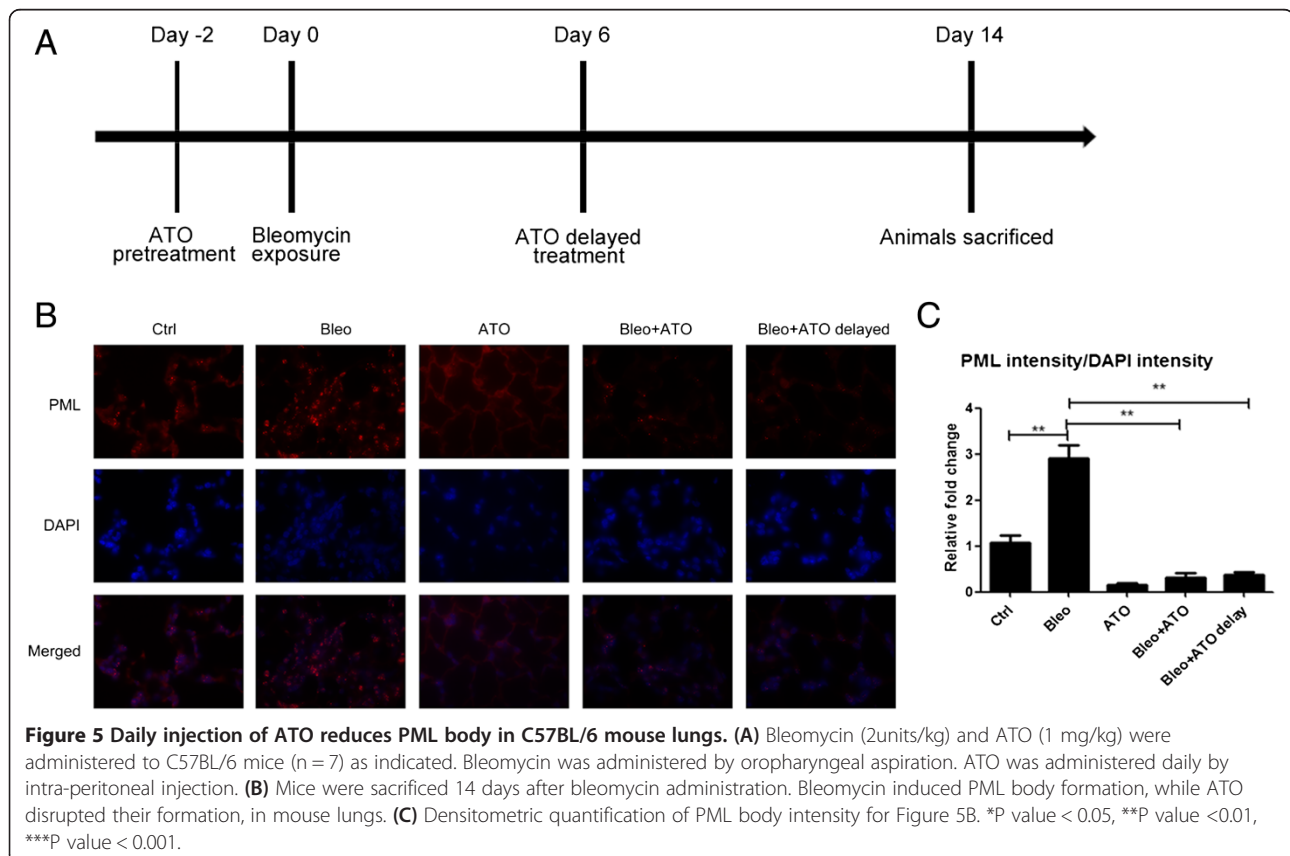 A
Day -2
Day 0
Day 6
Day 14
ATO
pretreatment
Bleomycin
exposure
ATO delayed
treatment
Animals sacrificed
B
Ctrl
Bleo
ATO
Bleo+ATO
Bleo+ATO delayed
PML
DAPI
Merged
C
PML intensity/DAPI intensity
**
**
**
Relative fold change
4
3
2
1
0
Ctrl
Bleo
ATO
Bleo+ATO
Bleo+ATO delay
Figure 5 Daily injection of ATO reduces PML body in C57BL/6 mouse lungs. (A) Bleomycin (2units/kg) and ATO (1 mg/kg) were
administered to C57BL/6 mice (n = 7) as indicated. Bleomycin was administered by oropharyngeal aspiration. ATO was administered daily by
intra-peritoneal injection. (B) Mice were sacrificed 14 days after bleomycin administration. Bleomycin induced PML body formation, while ATO
disrupted their formation, in mouse lungs. (C) Densitometric quantification of PML body intensity for Figure 5B. *P value < 0.05, **P value <0.01,
***P value < 0.001.